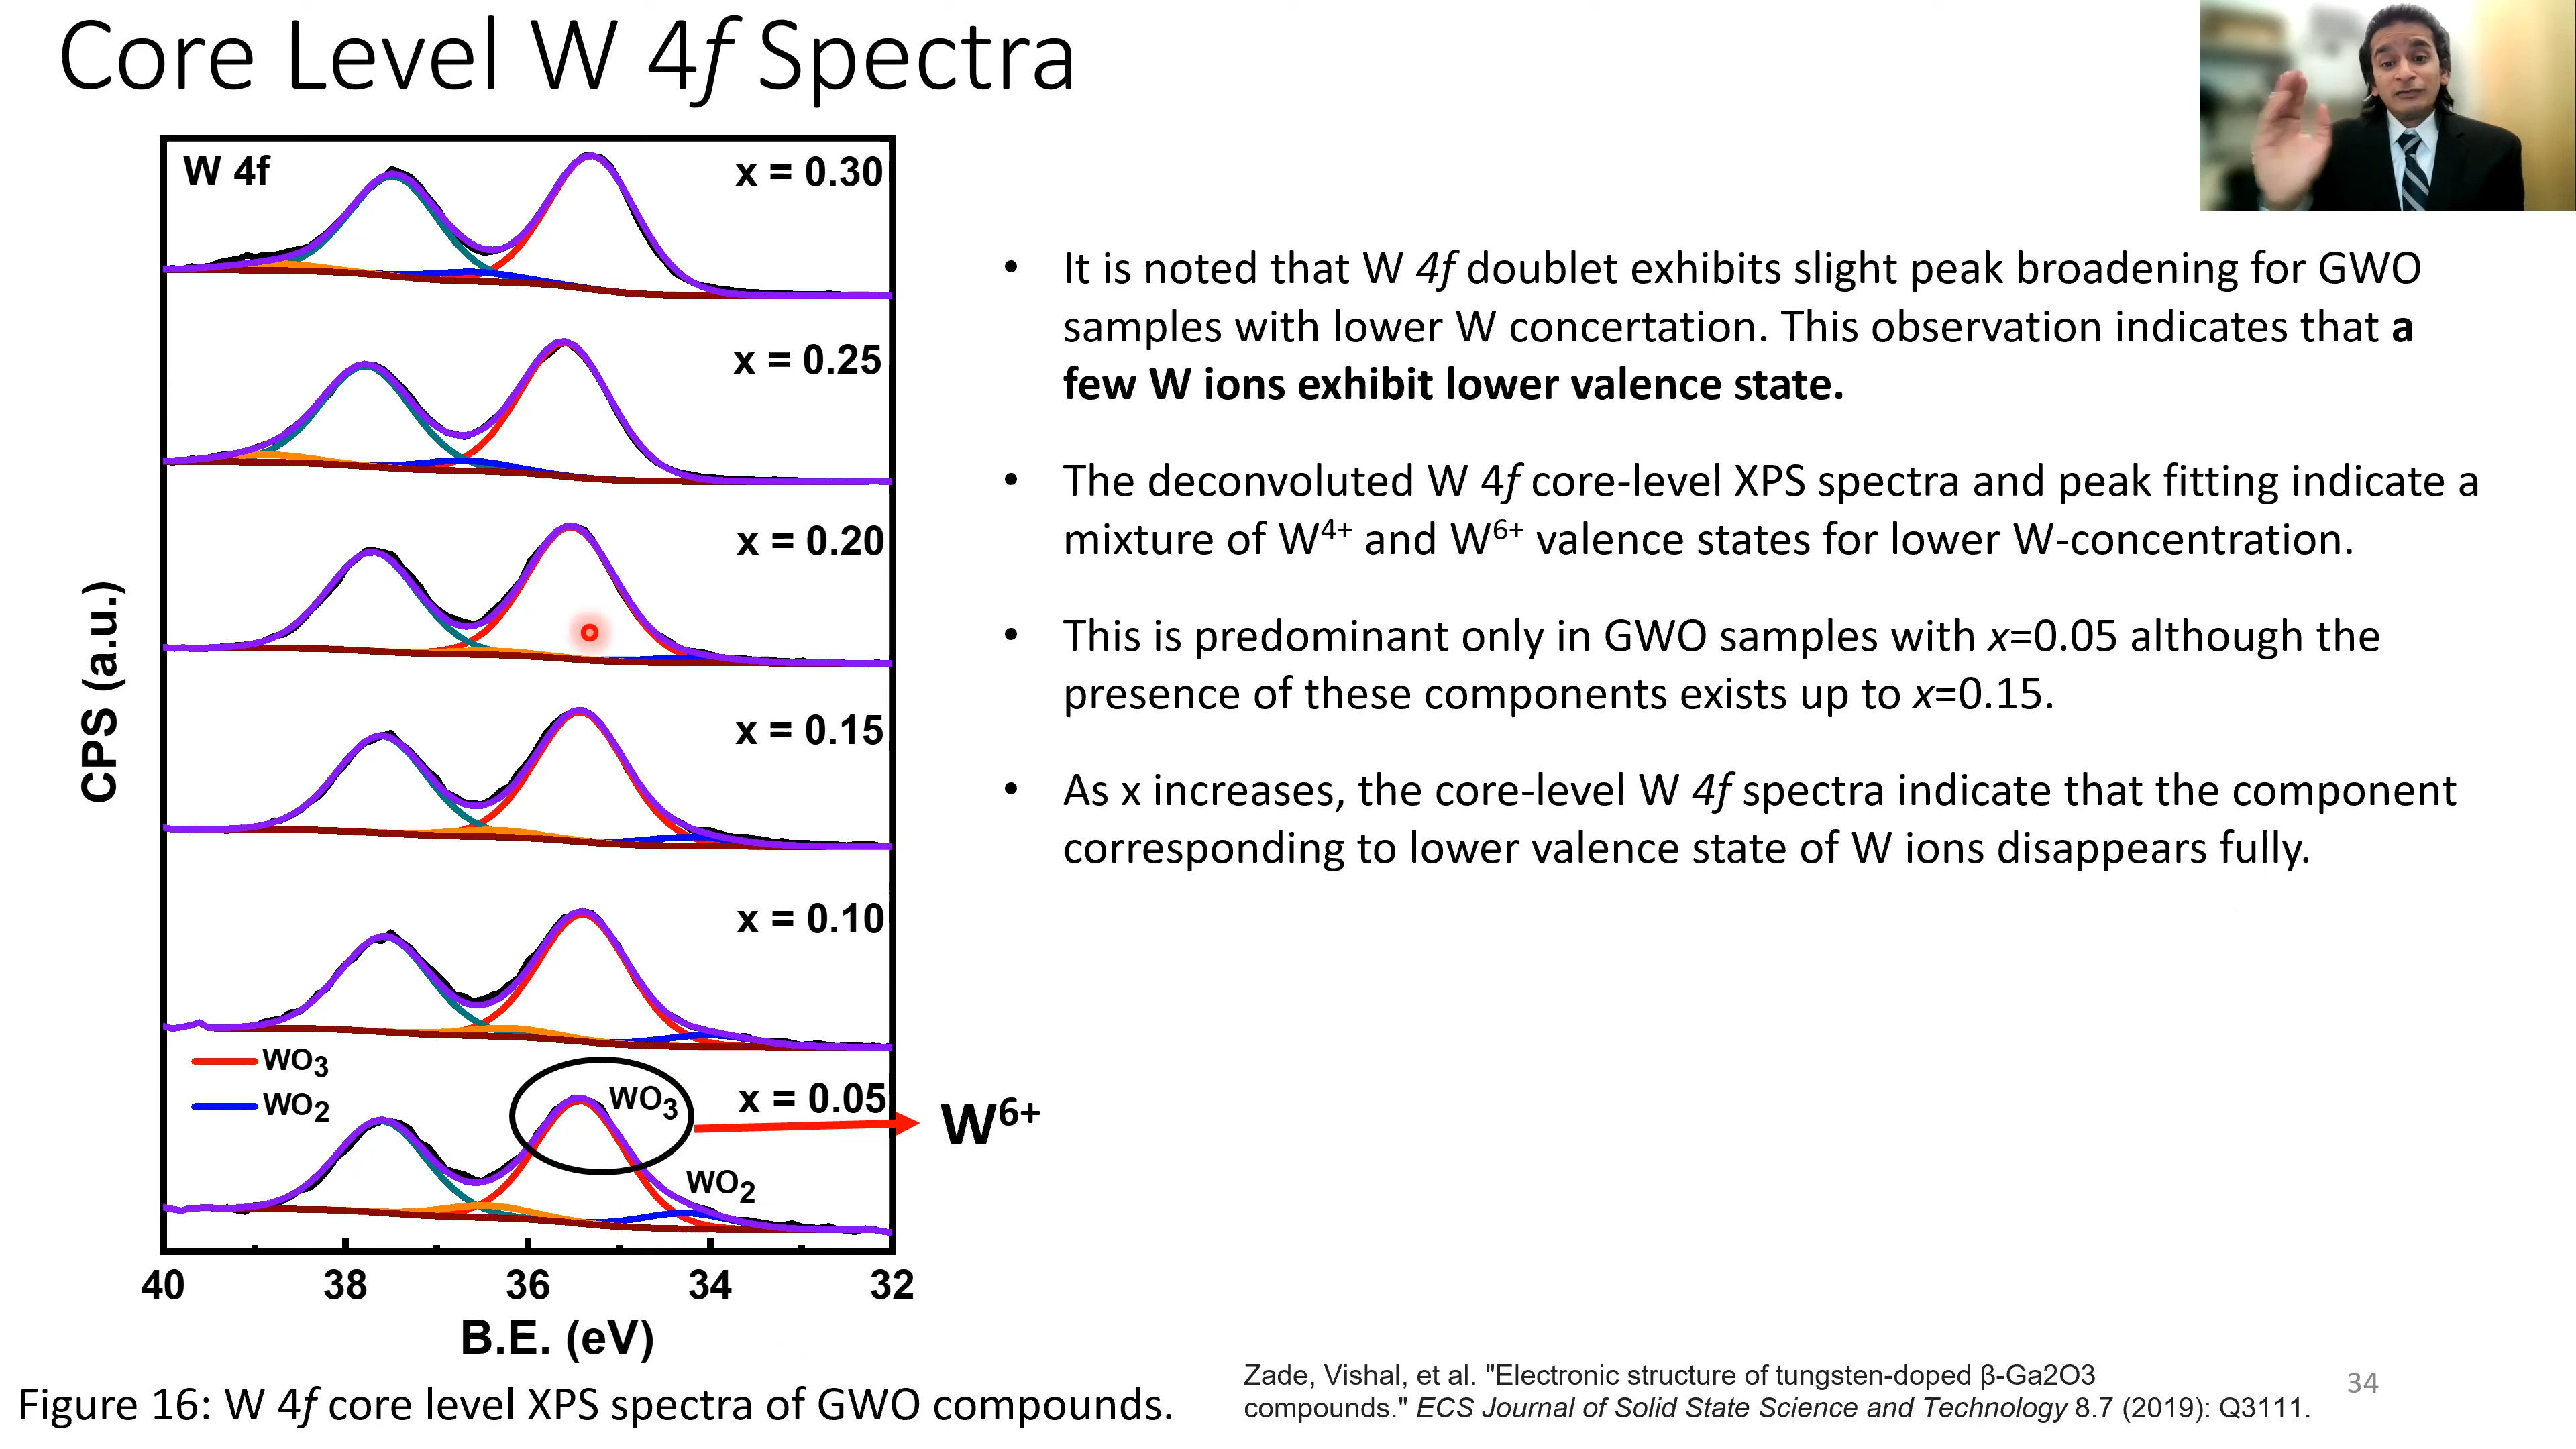 Core Level W 4f Spectra
W 4f
x = 0.30
x = 0.25
x = 0.20
x = 0.15
x = 0.10
WO3
WO2
WO3
x = 0.05
WO2
W6+
CPS (a.u.)
40 38 36 34 32
B.E. (eV)
Figure 16: W 4f core level XPS spectra of GWO compounds.
• It is noted that W 4f doublet exhibits slight peak broadening for GWO
samples with lower W concertation. This observation indicates that a
few W ions exhibit lower valence state.
• The deconvoluted W 4f core-level XPS spectra and peak fitting indicate a
mixture of W4+ and W6+ valence states for lower W-concentration.
• This is predominant only in GWO samples with x=0.05 although the
presence of these components exists up to x=0.15.
• As x increases, the core-level W 4f spectra indicate that the component
corresponding to lower valence state of W ions disappears fully.
Zade, Vishal, et al. "Electronic structure of tungsten-doped β-Ga2O3
compounds." ECS Journal of Solid State Science and Technology 8.7 (2019): Q3111.
34